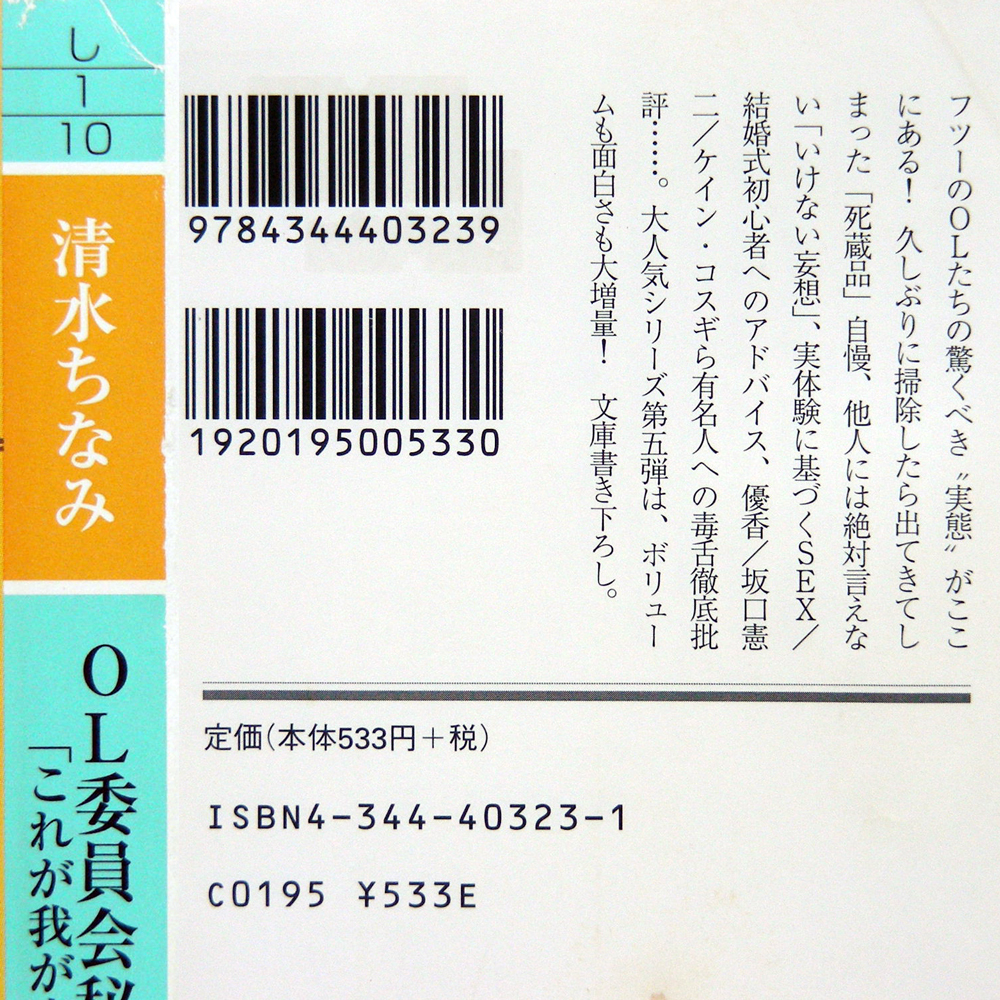 し
1
10
清水ちなみ
OL委員会秘
「これが我が
9784344403239
1920195005330
フツーのOLたちの驚くべき〝実態〟がここ
にある！ 久しぶりに掃除したら出てきてし
まった「死蔵品」自慢、他人には絶対言えな
い「いけない妄想」、実体験に基づくSEX／
結婚式初心者へのアドバイス、優香／坂口憲
二／ケイン・コスギら有名人への毒舌徹底批
評……。大人気シリーズ第五弾は、ボリュー
ムも面白さも大増量！ 文庫書き下ろし。
定価（本体533円＋税）
ISBN4-344-40323-1
C0195 ¥533E